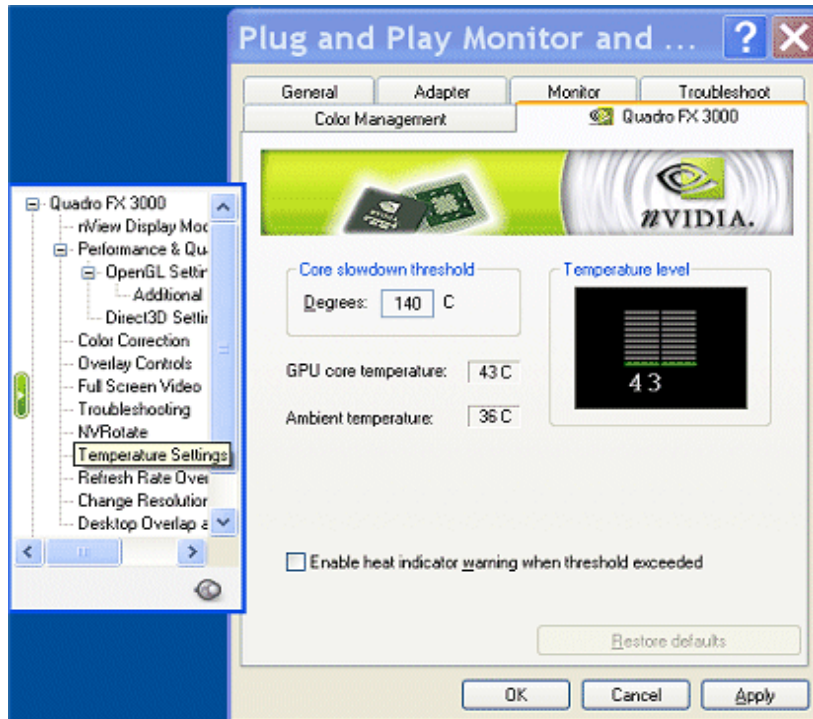 Plug and Play Monitor and ...
General Adapter Monitor Troubleshoot
Color Management Quadro FX 3000
nVIDIA.
Quadro FX 3000
nView Display Moc
Performance & Qu
OpenGL Settir
Additional
Direct3D Settir
Color Correction
Overlay Controls
Full Screen Video
Troubleshooting
NVRotate
Temperature Settings
Refresh Rate Over
Change Resolution
Desktop Overlap a
Core slowdown threshold
Degrees: 140 C
GPU core temperature: 43 C
Ambient temperature: 36 C
Temperature level
43
Enable heat indicator warning when threshold exceeded
Restore defaults
OK Cancel Apply